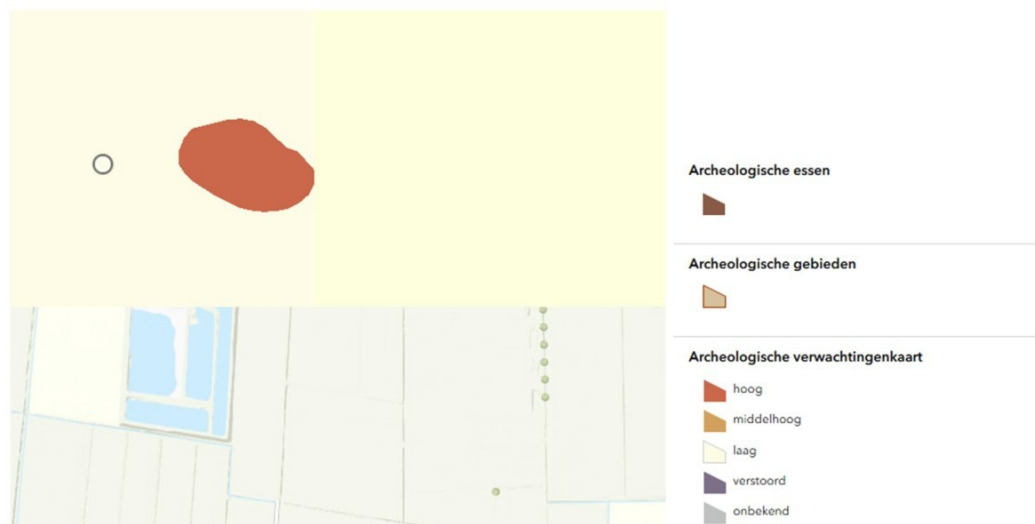 Archeologische essen
Archeologische gebieden
Archeologische verwachtingenkaart
hoog
middelhoog
laag
verstoord
onbekend